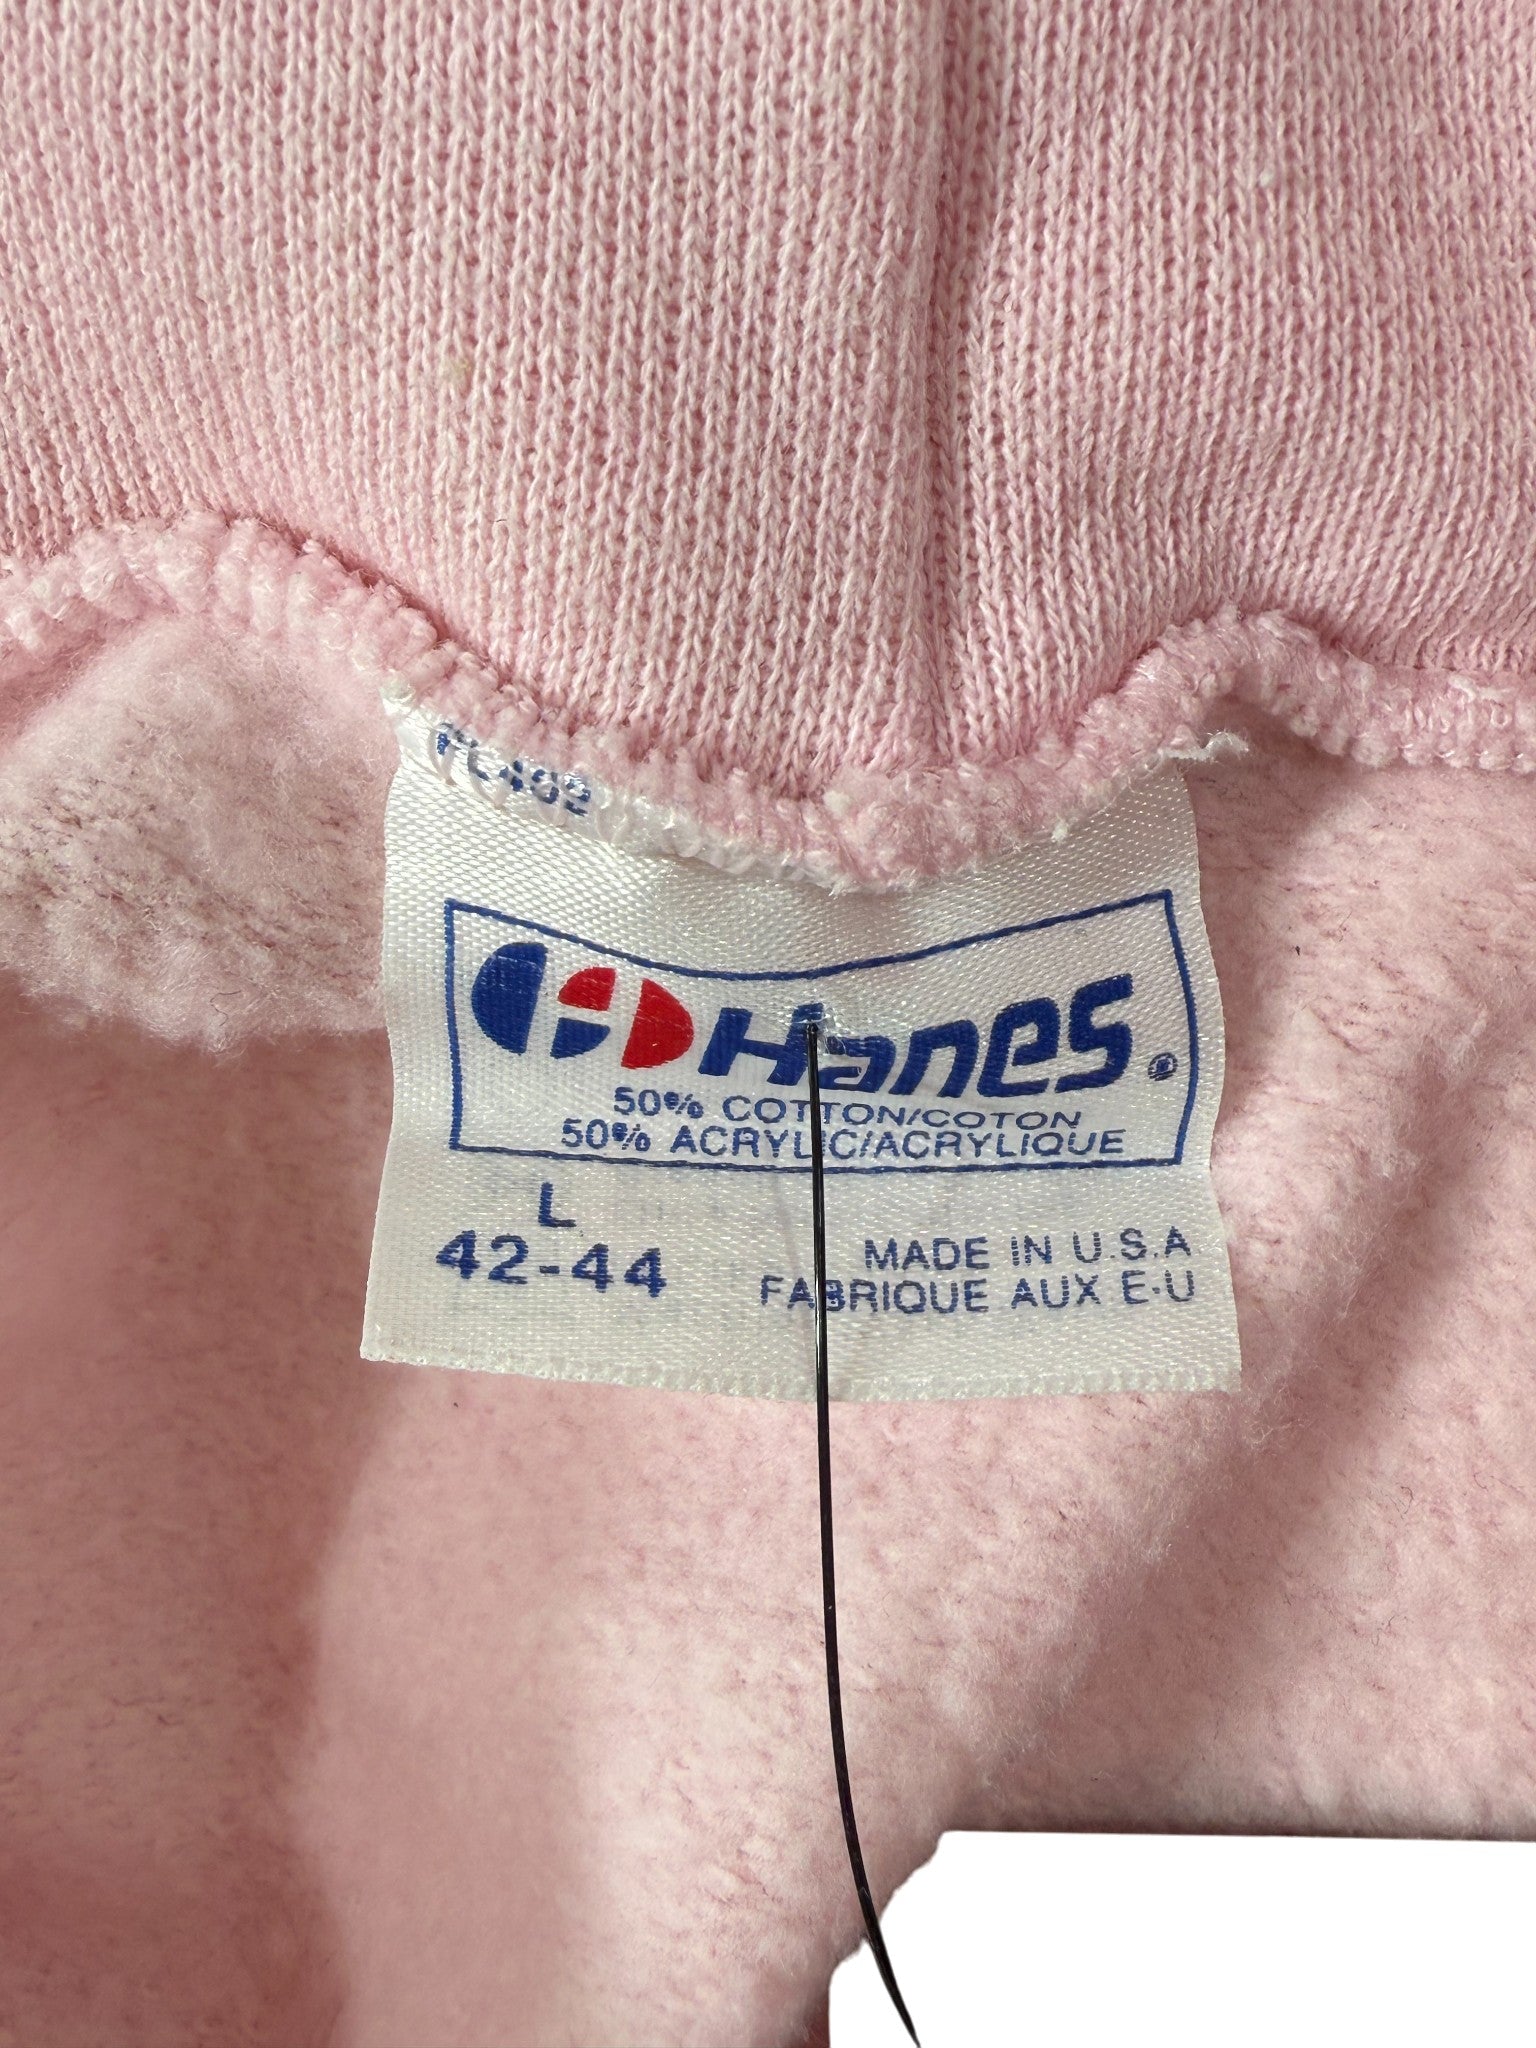 Hanes®
50% COTTON/COTON
50% ACRYLIC/ACRYLIQUE
L
42-44
MADE IN U.S.A
FABRIQUE AUX E·U